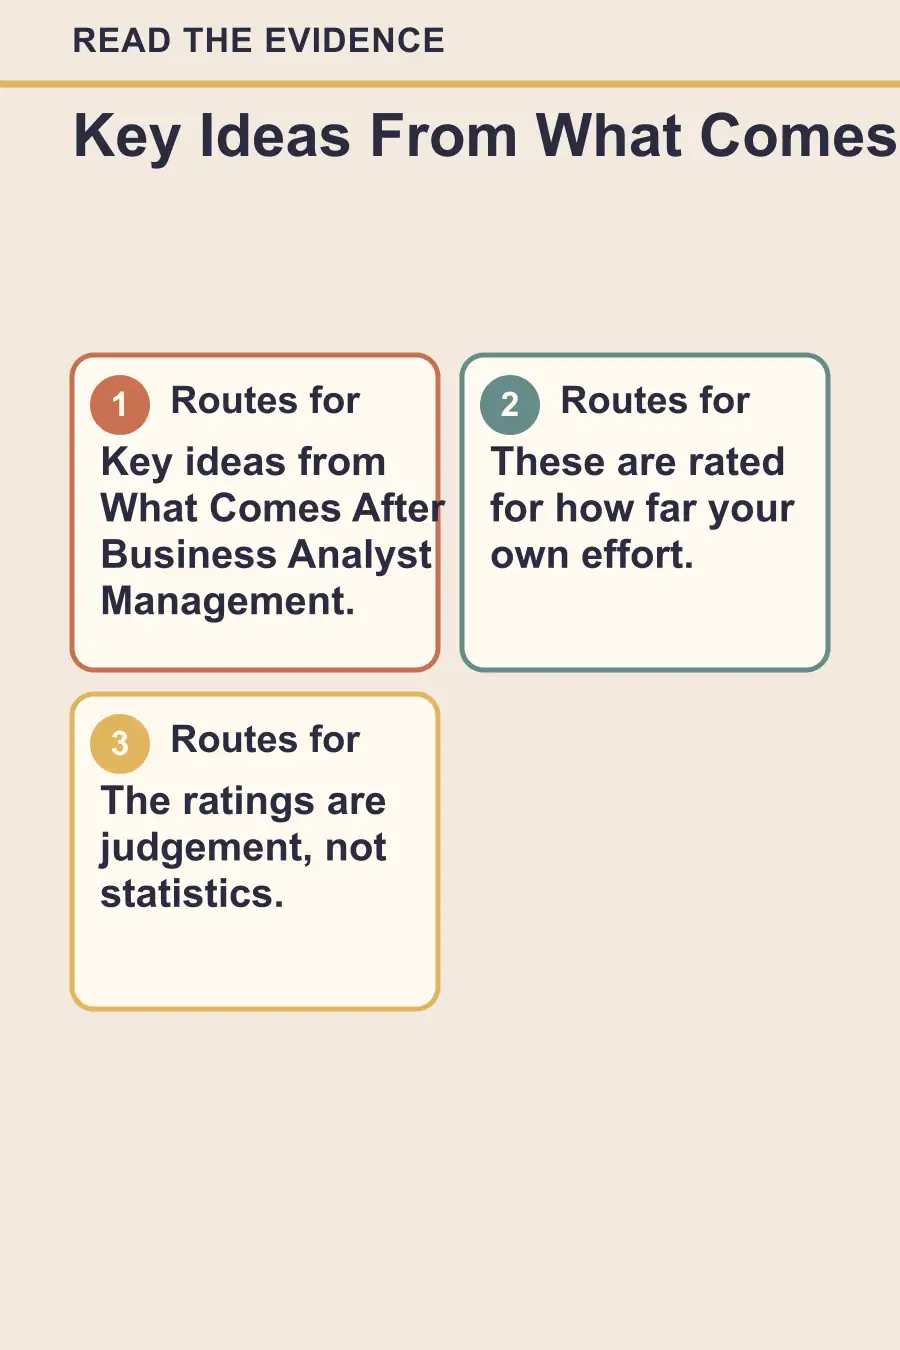 READ THE EVIDENCE
Key Ideas From What Comes
1
Routes for
Key ideas from
What Comes After
Business Analyst
Management.
2
Routes for
These are rated
for how far your
own effort.
3
Routes for
The ratings are
judgement, not
statistics.